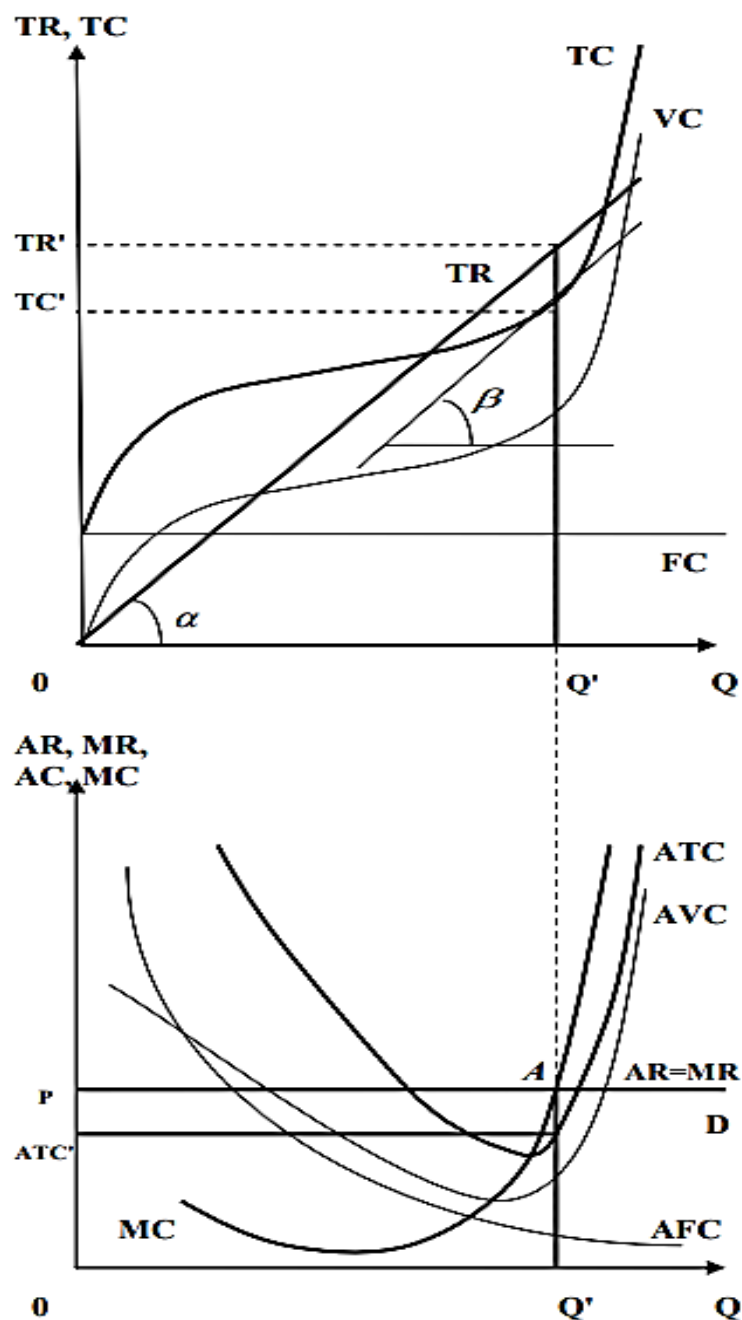 TR, TC
TC
VC
TR'
TR
TC'
β
FC
α
0
Q'
Q
AR, MR,
AC, MC
ATC
AVC
A
AR=MR
P
D
ATC'
MC
AFC
0
Q'
Q